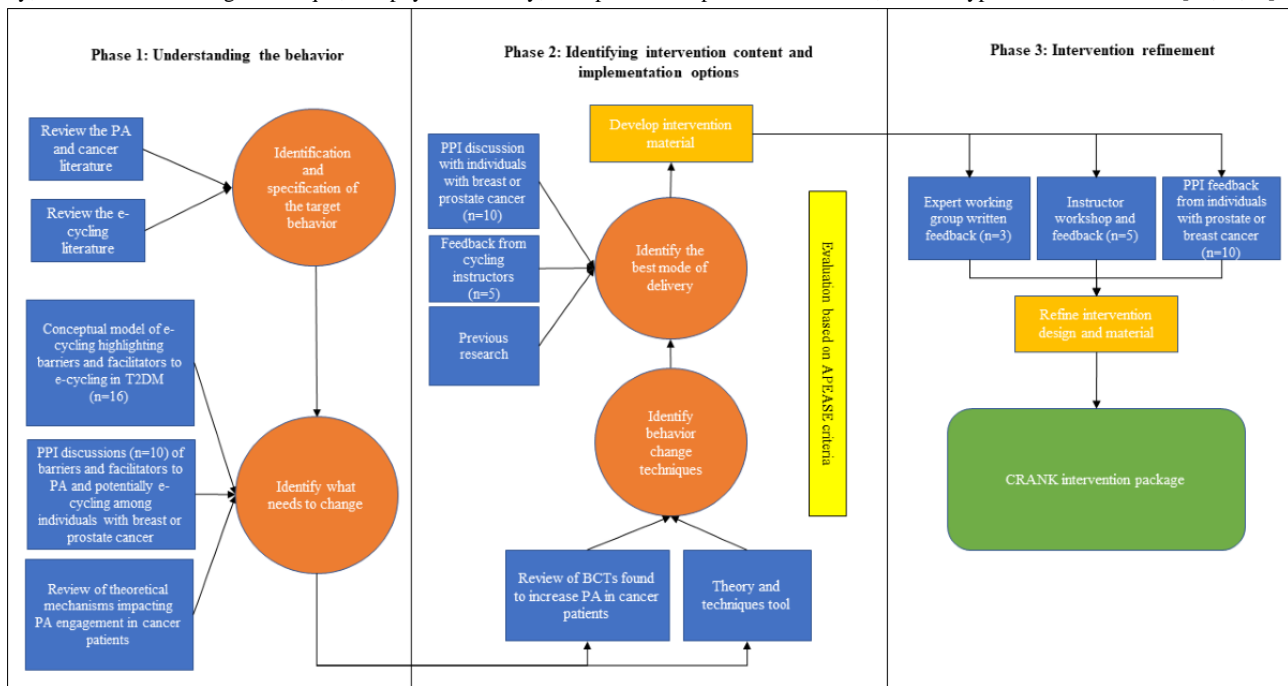 Phase 1: Understanding the behavior
Review the PA
and cancer
literature
Review the e-
cycling
literature
Identification
and
specification of
the target
behavior
Conceptual model of e-
cycling highlighting
barriers and facilitators
to e-cycling in T2DM
(n=16)
PPI discussions (n=10) of
barriers and facilitators to
PA and potentially e-
cycling among
individuals with breast or
prostate cancer
Review of theoretical
mechanisms impacting
PA engagement in cancer
patients
Identify what
needs to change
Phase 2: Identifying intervention content and
implementation options
Develop intervention
material
PPI discussion
with individuals
with breast or
prostate cancer
(n=10)
Feedback from
cycling
instructors
(n=5)
Previous
research
Identify the
best mode of
delivery
Identify
behavior
change
techniques
Evaluation based on APEASE criteria
Review of BCTs found
to increase PA in cancer
patients
Theory and
techniques tool
Phase 3: Intervention refinement
Expert working
group written
feedback (n=3)
Instructor
workshop and
feedback (n=5)
PPI feedback
from individuals
with prostate or
breast cancer
(n=10)
Refine intervention
design and material
CRANK intervention package